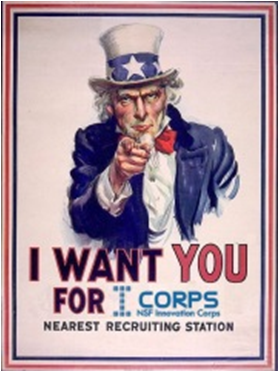 I WANT YOU
FOR I CORPS
NSF Innovation Corps
NEAREST RECRUITING STATION